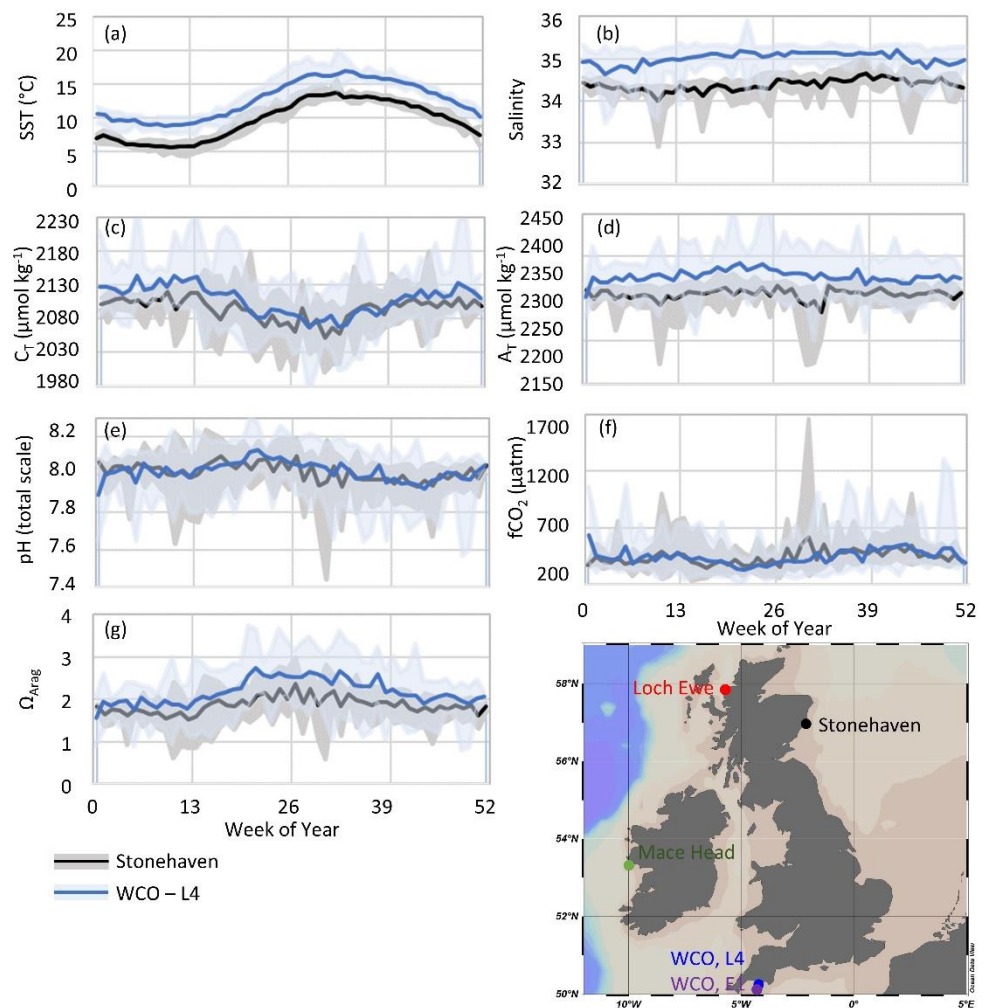 (a)
SST (°C)
25
20
15
10
5
0
(b)
Salinity
36
35
34
33
32
(c)
C_T (µmol kg⁻¹)
2230
2180
2130
2080
2030
1980
(d)
A_T (µmol kg⁻¹)
2450
2400
2350
2300
2250
2200
2150
(e)
pH (total scale)
8.2
8.0
7.8
7.6
7.4
(f)
fCO₂ (µatm)
1700
1200
700
200
0 13 26 39 52
Week of Year
(g)
Ω_Arag
4
3
2
1
0
0 13 26 39 52
Week of Year
Stonehaven
WCO – L4
58°N
56°N
54°N
52°N
50°N
Loch Ewe
Stonehaven
Mace Head
WCO, L4
WCO, E1
10°W 5°W 0°W 5°E
Ocean Data View